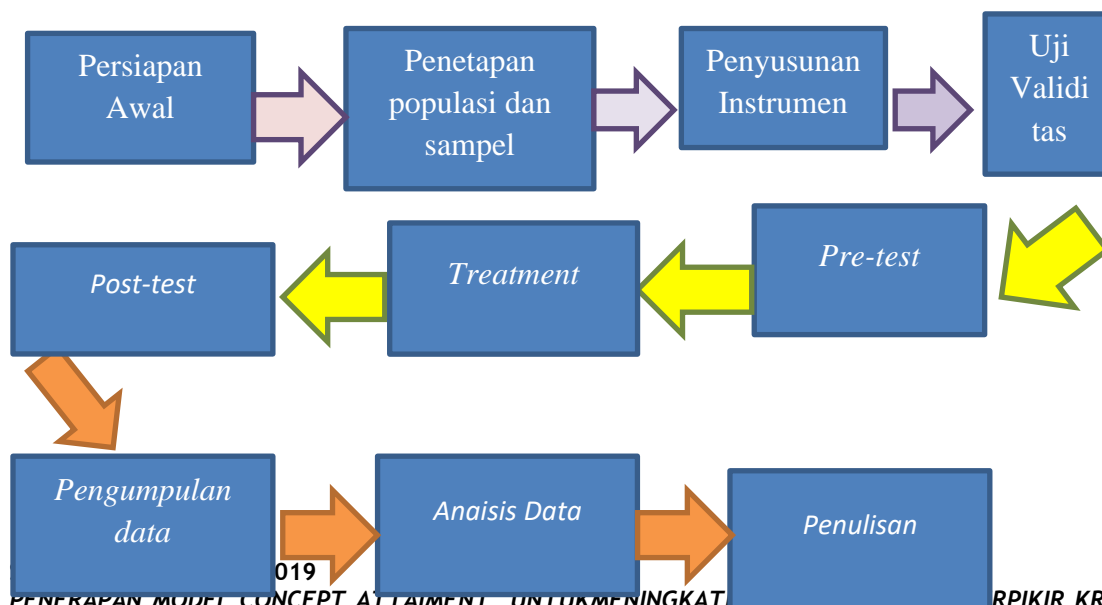 Persiapan
Awal
Penetapan
populasi dan
sampel
Penyusunan
Instrumen
Uji
Validi
tas
Pre-test
Treatment
Post-test
Pengumpulan
data
Anaisis Data
Penulisan
019
PENERAPAN MODEL CONCEPT ATTAIMENT UNTUKMENINGKAT RPIKIR KR